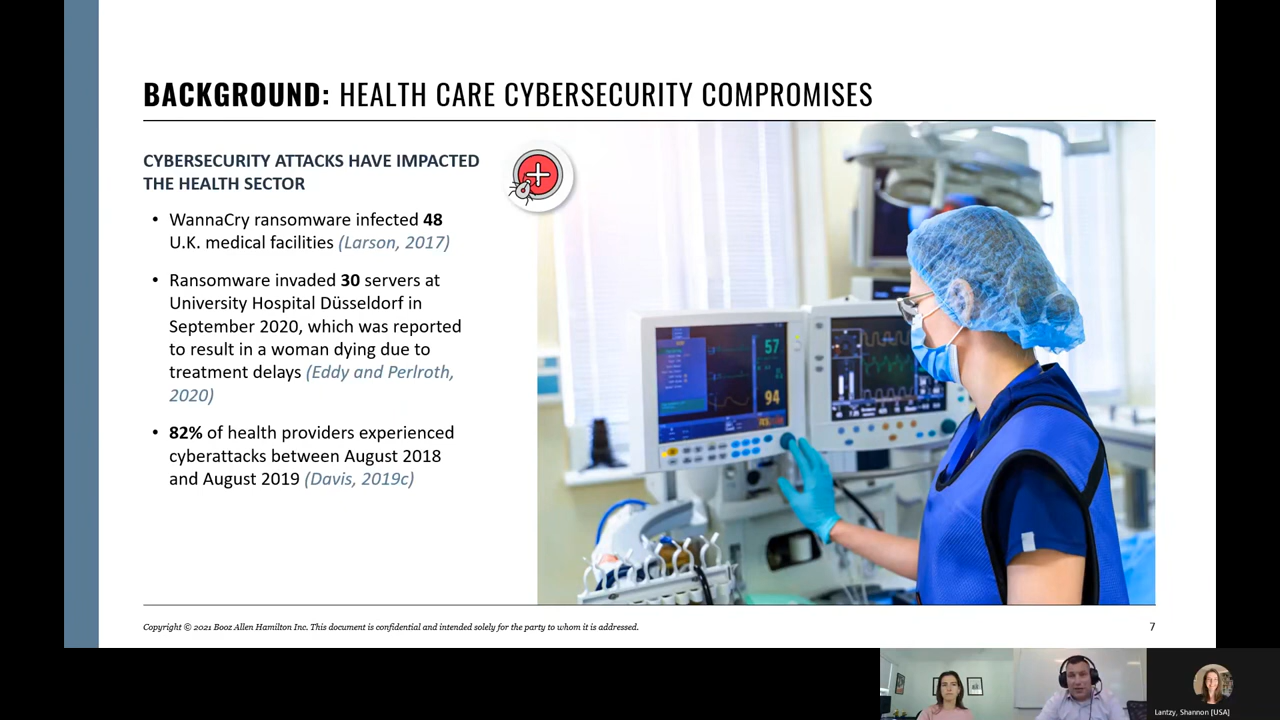 BACKGROUND: HEALTH CARE CYBERSECURITY COMPROMISES
CYBERSECURITY ATTACKS HAVE IMPACTED
THE HEALTH SECTOR
• WannaCry ransomware infected 48
U.K. medical facilities (Larson, 2017)
• Ransomware invaded 30 servers at
University Hospital Düsseldorf in
September 2020, which was reported
to result in a woman dying due to
treatment delays (Eddy and Perlroth,
2020)
• 82% of health providers experienced
cyberattacks between August 2018
and August 2019 (Davis, 2019c)
57
94
Copyright © 2021 Booz Allen Hamilton Inc. This document is confidential and intended solely for the party to whom it is addressed.
7
Lantzy, Shannon [USA]